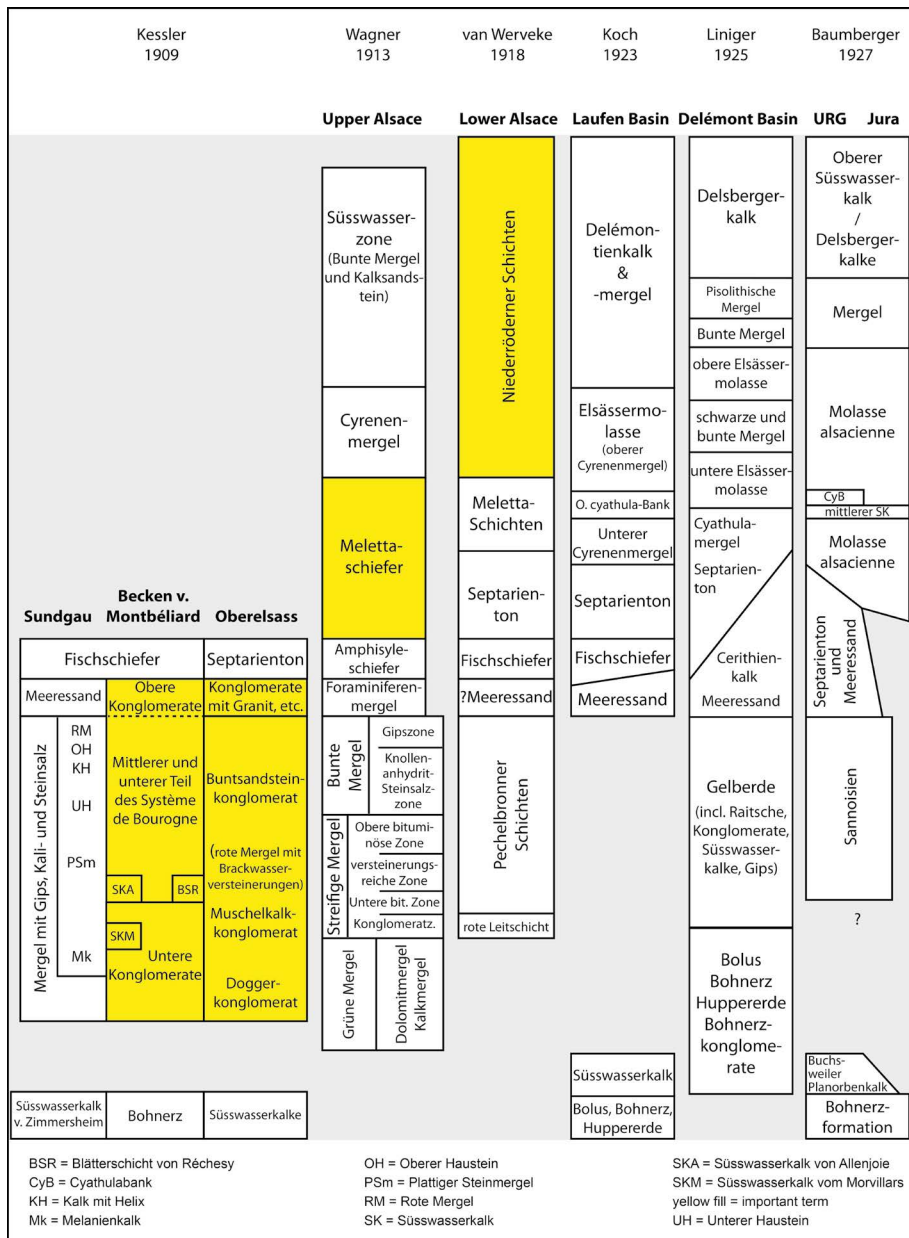 Kessler
1909
Wagner
1913
van Werveke
1918
Koch
1923
Liniger
1925
Baumberger
1927
Upper Alsace
Lower Alsace
Laufen Basin
Delémont Basin
URG
Jura
Sundgau
Becken v.
Montbéliard
Oberelsass
Fischschiefer
Septarienton
Meeressand
Obere
Konglomerate
Konglomerate
mit Granit, etc.
Mergel mit Gips, Kali- und Steinsalz
RM
OH
KH
UH
PSm
Mk
Mittlerer und
unterer Teil
des Système
de Bourogne
SKA
BSR
SKM
Untere
Konglomerate
Buntsandstein-
konglomerat
(rote Mergel mit
Brackwasser-
versteinerungen)
Muschelkalk-
konglomerat
Dogger-
konglomerat
Süsswasserkalk
v. Zimmersheim
Bohnerz
Süsswasserkalke
Süsswasser-
zone
(Bunte Mergel
und Kalksands-
tein)
Cyrenen-
mergel
Meletta-
schiefer
Amphisyle-
schiefer
Foraminiferen-
mergel
Bunte
Mergel
Gipszone
Knollen-
anhydrit-
Steinsalz-
zone
Streifige Mergel
Obere bitumi-
nöse Zone
versteinerungs-
reiche Zone
Untere bit. Zone
Konglomeratz.
Grüne Mergel
Dolomitmergel
Kalkmergel
Niederröderner Schichten
Meletta-
Schichten
Septarien-
ton
Fischschiefer
?Meeressand
Pechelbronner
Schichten
rote Leitschicht
Delémon-
tienkalk
&
-mergel
Elsässermo-
lasse
(oberer
Cyrenenmergel)
O. cyathula-Bank
Unterer
Cyrenenmergel
Septarienton
Fischschiefer
Meeressand
Süsswasserkalk
Bolus, Bohnerz,
Huppererde
Delsberger-
kalk
Pisolithische
Mergel
Bunte Mergel
obere Elsässer-
molasse
schwarze und
bunte Mergel
untere Elsässer-
molasse
Cyathula-
mergel
Septarien-
ton
Cerithien-
kalk
Meeressand
Gelberde
(incl. Raitsche,
Konglomerate,
Süsswasser-
kalke, Gips)
Bolus
Bohnerz
Huppererde
Bohnerz-
konglome-
rate
Oberer
Süsswasser-
kalk
/
Delsberger-
kalke
Mergel
Molasse
alsacienne
CyB
mittlerer SK
Molasse
alsacienne
Septarienton
und
Meeressand
Sannoisien
?
Buchs-
weiler
Planorbenkalk
Bohnerz-
formation
BSR = Blätterschicht von Réchesy
CyB = Cyathulabank
KH = Kalk mit Helix
Mk = Melanienkalk
OH = Oberer Haustein
PSm = Plattiger Steinmergel
RM = Rote Mergel
SK = Süsswasserkalk
SKA = Süsswasserkalk von Allenjoie
SKM = Süsswasserkalk vom Morvillars
yellow fill = important term
UH = Unterer Haustein